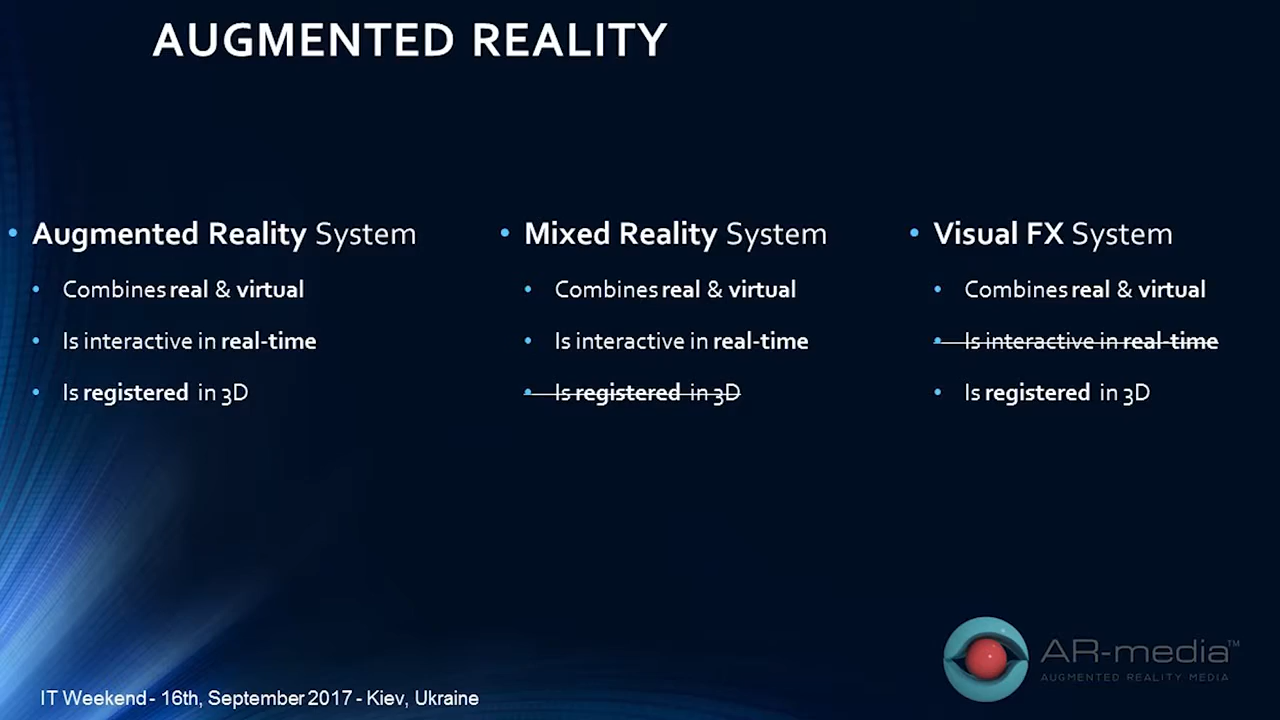 AUGMENTED REALITY
• Augmented Reality System
• Combines real & virtual
• Is interactive in real-time
• Is registered in 3D
• Mixed Reality System
• Combines real & virtual
• Is interactive in real-time
• Is registered in 3D
• Visual FX System
• Combines real & virtual
• Is interactive in real-time
• Is registered in 3D
AR-media™
AUGMENTED REALITY MEDIA
IT Weekend - 16th, September 2017 - Kiev, Ukraine